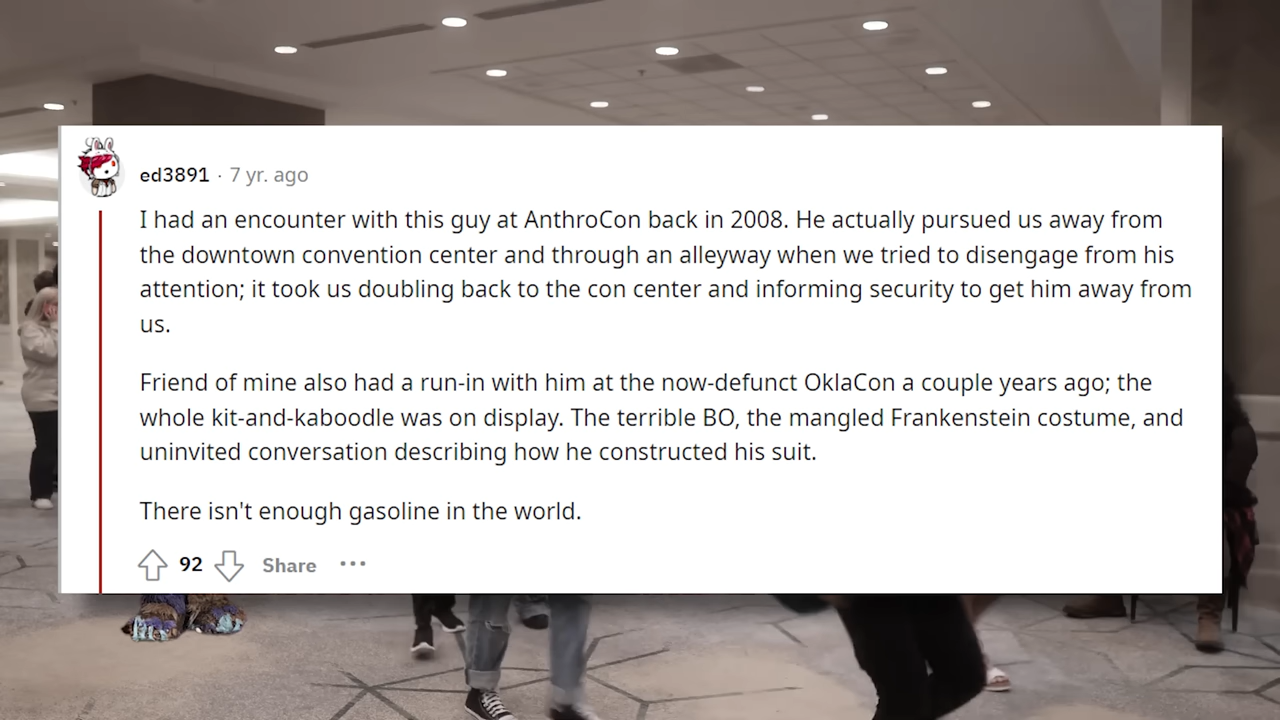 ed3891 · 7 yr. ago
I had an encounter with this guy at AnthroCon back in 2008. He actually pursued us away from
the downtown convention center and through an alleyway when we tried to disengage from his
attention; it took us doubling back to the con center and informing security to get him away from
us.
Friend of mine also had a run-in with him at the now-defunct OklaCon a couple years ago; the
whole kit-and-kaboodle was on display. The terrible BO, the mangled Frankenstein costume, and
uninvited conversation describing how he constructed his suit.
There isn't enough gasoline in the world.
92 Share •••